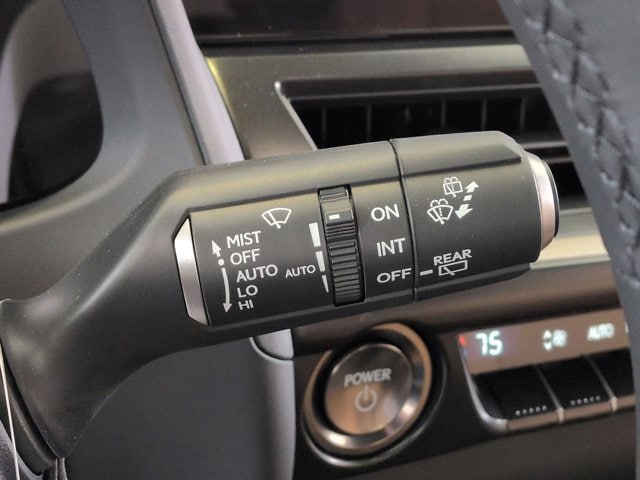 MIST
OFF
AUTO
LO
HI
AUTO
ON
INT
OFF
REAR
POWER
75
AUTO